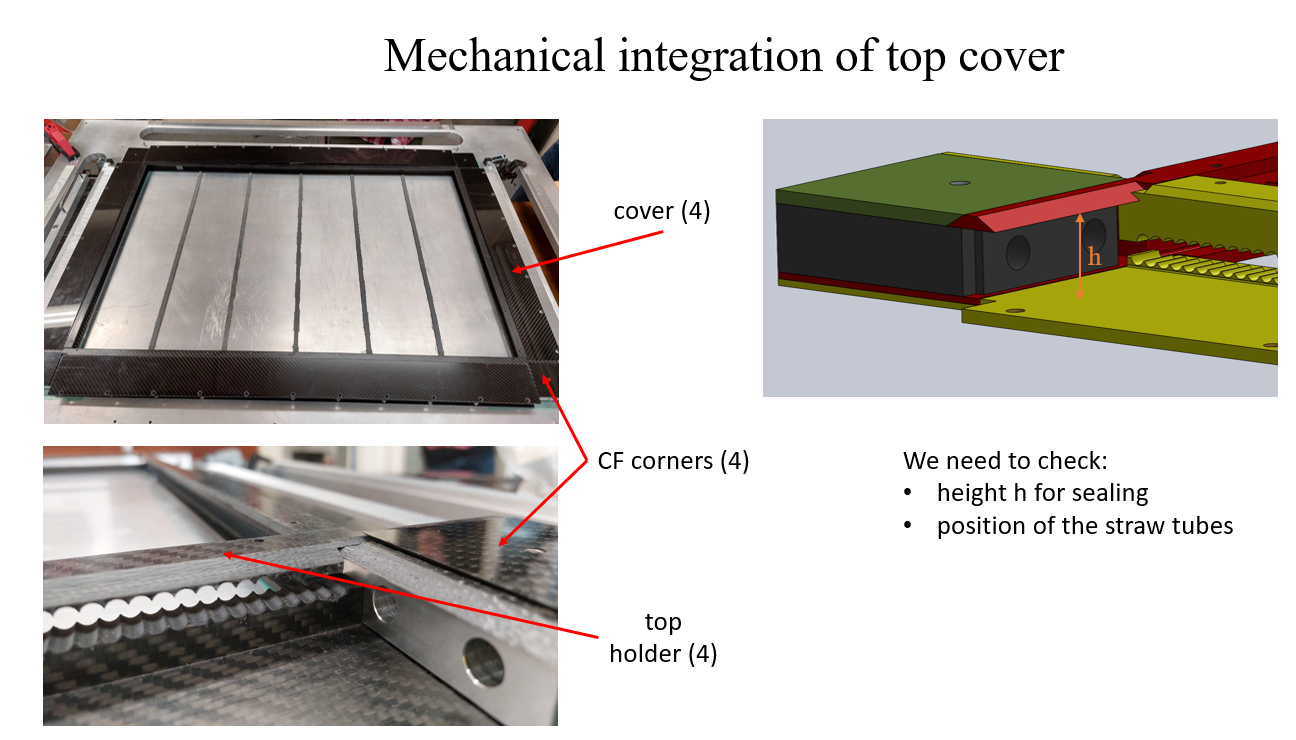 Mechanical integration of top cover
cover (4)
h
CF corners (4)
We need to check:
• height h for sealing
• position of the straw tubes
top
holder (4)